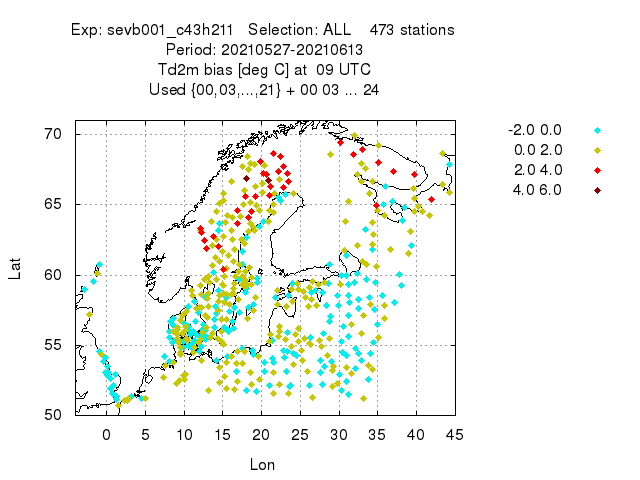 Exp: sevb001_c43h211   Selection: ALL    473 stations
Period: 20210527-20210613
Td2m bias [deg C] at  09 UTC
Used {00,03,...,21} + 00 03 ... 24
-2.0 0.0
0.0 2.0
2.0 4.0
4.0 6.0
70
65
60
55
50
Lat
0 5 10 15 20 25 30 35 40 45
Lon